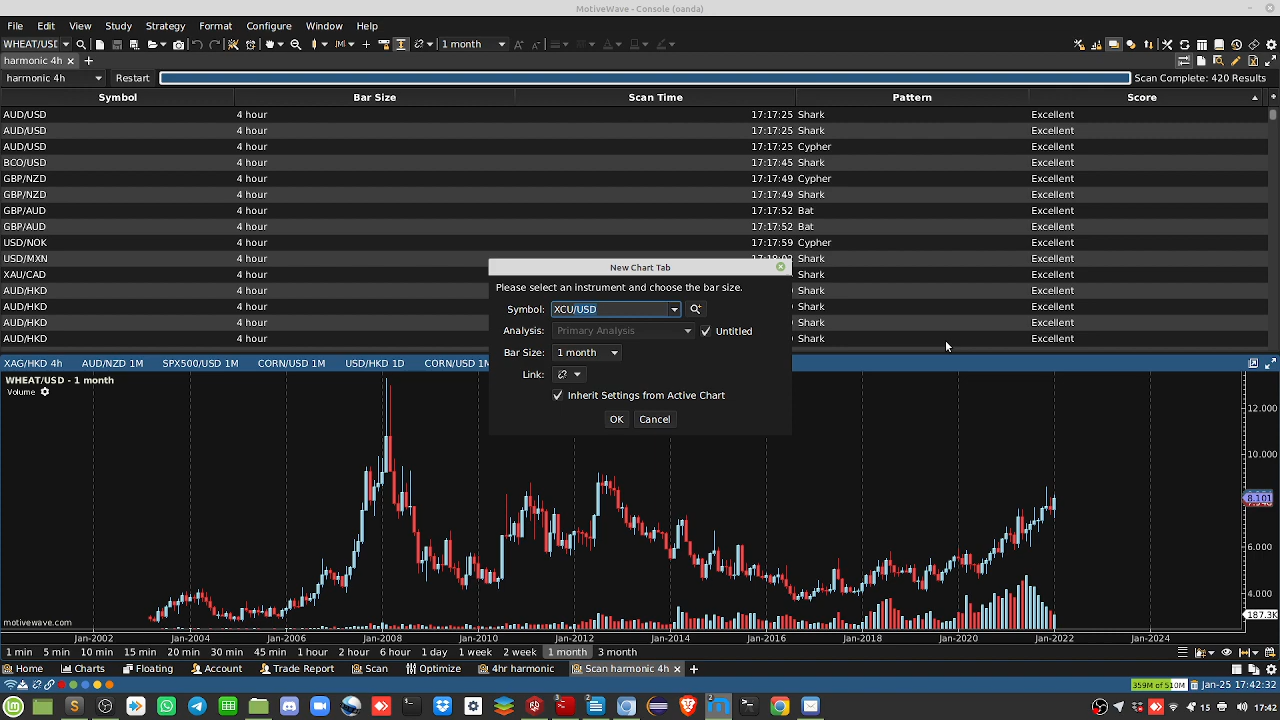 MotiveWave - Console (oanda)
File Edit View Study Strategy Format Configure Window Help
WHEAT/USD 1 month
harmonic 4h
harmonic 4h Restart Scan Complete: 420 Results
Symbol Bar Size Scan Time Pattern Score
AUD/USD 4 hour 17:17:25 Shark Excellent
AUD/USD 4 hour 17:17:25 Shark Excellent
AUD/USD 4 hour 17:17:25 Cypher Excellent
BCO/USD 4 hour 17:17:45 Shark Excellent
GBP/NZD 4 hour 17:17:49 Cypher Excellent
GBP/NZD 4 hour 17:17:49 Shark Excellent
GBP/AUD 4 hour 17:17:52 Bat Excellent
GBP/AUD 4 hour 17:17:52 Bat Excellent
USD/NOK 4 hour 17:17:59 Cypher Excellent
USD/MXN 4 hour Shark Excellent
XAU/CAD 4 hour Shark Excellent
AUD/HKD 4 hour Shark Excellent
AUD/HKD 4 hour Shark Excellent
AUD/HKD 4 hour Shark Excellent
AUD/HKD 4 hour Shark Excellent
New Chart Tab
Please select an instrument and choose the bar size.
Symbol: XCU/USD
Analysis: Primary Analysis Untitled
Bar Size: 1 month
Link:
Inherit Settings from Active Chart
OK Cancel
XAG/HKD 4h AUD/NZD 1M SPX500/USD 1M CORN/USD 1M USD/HKD 1D CORN/USD 1M
WHEAT/USD - 1 month
Volume
12.000
10.000
8.101
6.000
4.000
187.3K
motivewave.com
Jan-2002 Jan-2004 Jan-2006 Jan-2008 Jan-2010 Jan-2012 Jan-2014 Jan-2016 Jan-2018 Jan-2020 Jan-2022 Jan-2024
1 min 5 min 10 min 15 min 20 min 30 min 45 min 1 hour 2 hour 6 hour 1 day 1 week 2 week 1 month 3 month
Home Charts Floating Account Trade Report Scan Optimize 4hr harmonic Scan harmonic 4h
359M of 510M Jan-25 17:42:32
15 17:42